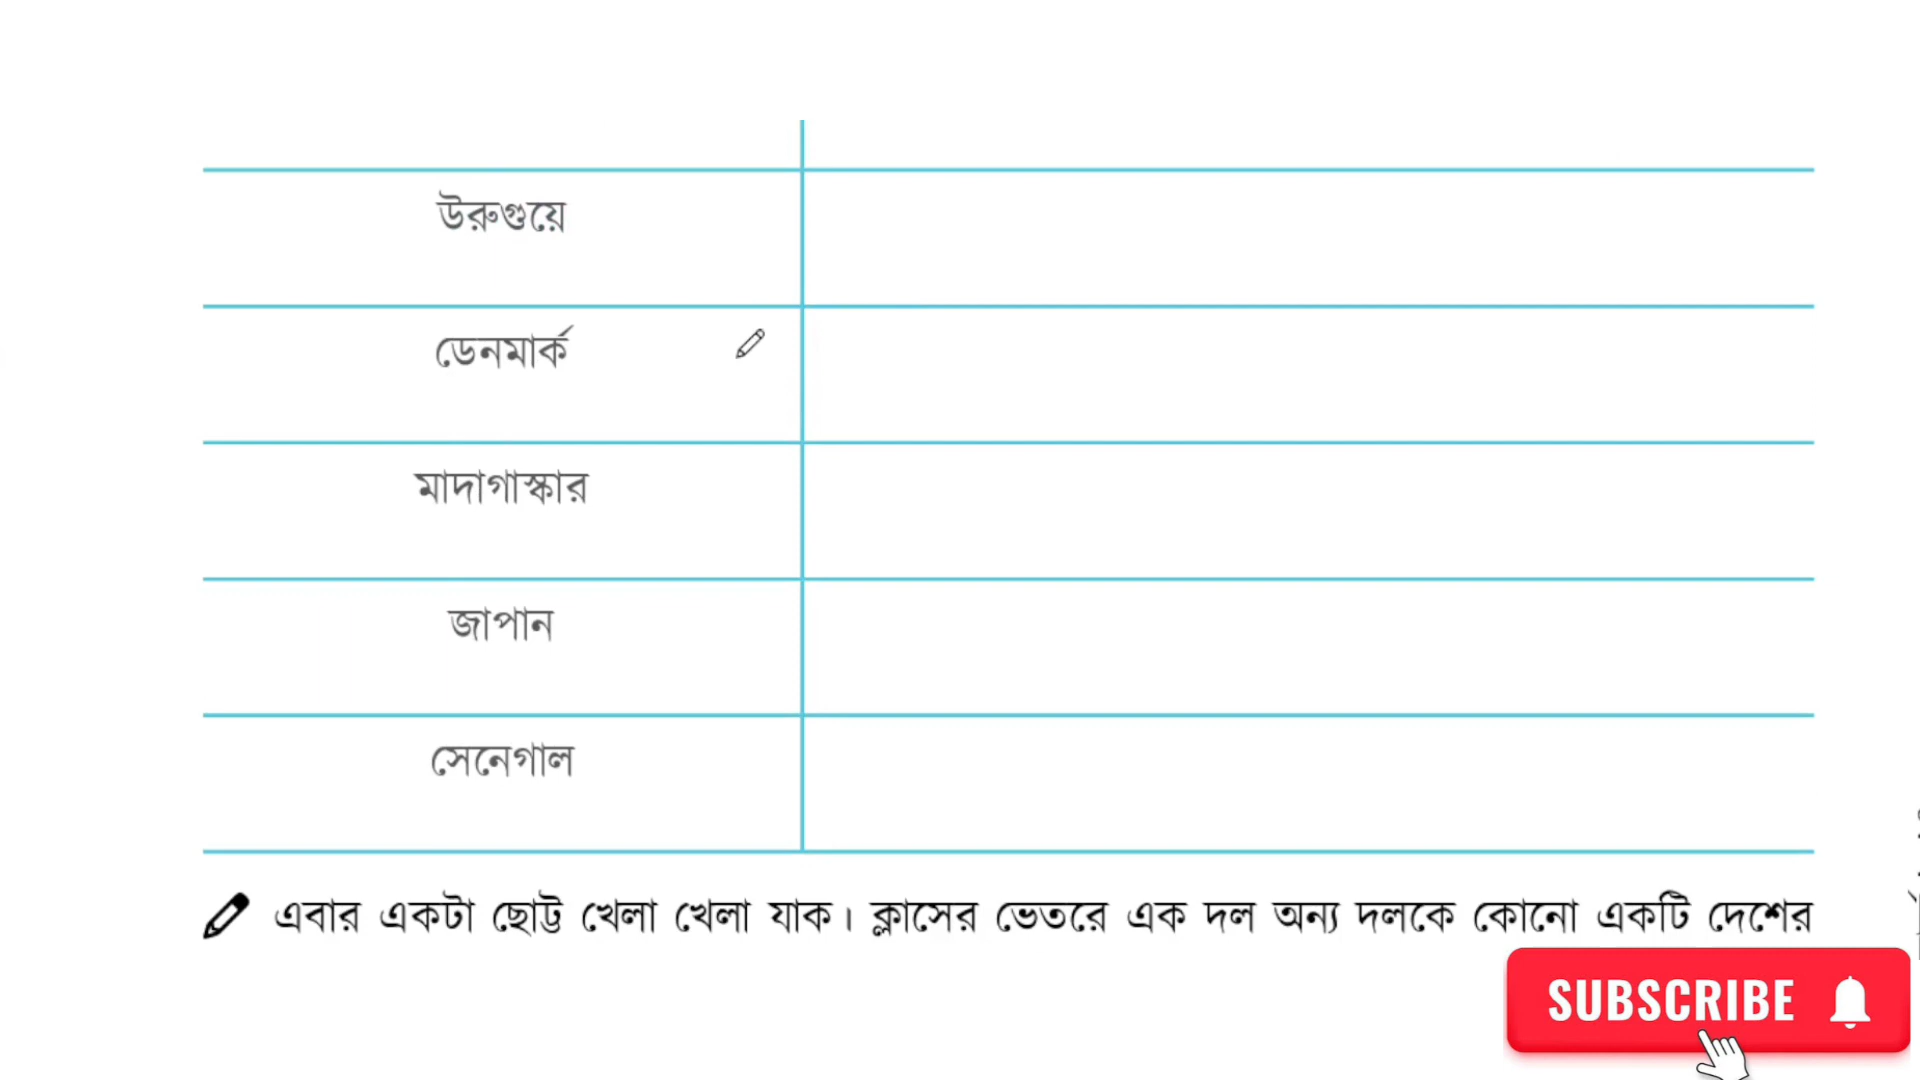 উরুগুয়ে
ডেনমার্ক
মাদাগাস্কার
জাপান
সেনেগাল
এবার একটা ছোট্ট খেলা খেলা যাক। ক্লাসের ভেতরে এক দল অন্য দলকে কোনো একটি দেশের
SUBSCRIBE